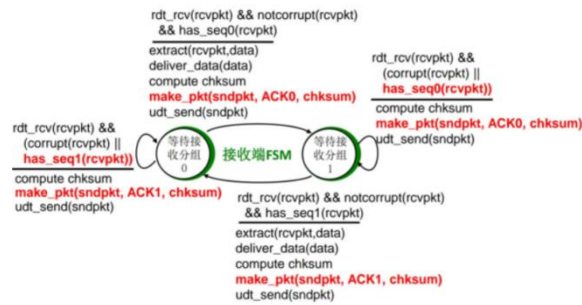 rdt_rcv(rcvpkt) && notcorrupt(rcvpkt)
&& has_seq0(rcvpkt)
extract(rcvpkt,data)
deliver_data(data)
compute chksum
make_pkt(sndpkt, ACK0, chksum)
udt_send(sndpkt)
rdt_rcv(rcvpkt) &&
(corrupt(rcvpkt) ||
has_seq0(rcvpkt))
compute chksum
make_pkt(sndpkt, ACK0, chksum)
udt_send(sndpkt)
rdt_rcv(rcvpkt) &&
(corrupt(rcvpkt) ||
has_seq1(rcvpkt))
compute chksum
make_pkt(sndpkt, ACK1, chksum)
udt_send(sndpkt)
等待接
收分组
0
接收端FSM
等待接
收分组
1
rdt_rcv(rcvpkt) && notcorrupt(rcvpkt)
&& has_seq1(rcvpkt)
extract(rcvpkt,data)
deliver_data(data)
compute chksum
make_pkt(sndpkt, ACK1, chksum)
udt_send(sndpkt)